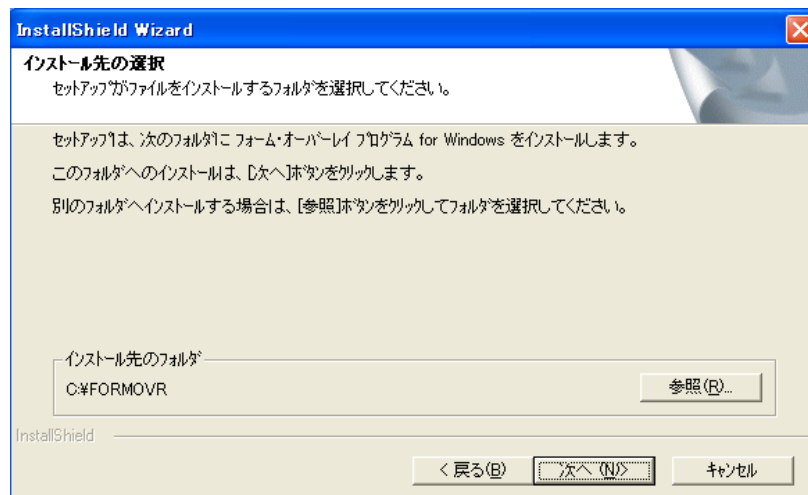 InstallShield Wizard
インストール先の選択
セットアップがファイルをインストールするフォルダを選択してください。
セットアップは、次のフォルダに フォーム・オーバーレイ プログラム for Windows をインストールします。
このフォルダへのインストールは、[次へ]ボタンをクリックします。
別のフォルダへインストールする場合は、[参照]ボタンをクリックしてフォルダを選択してください。
インストール先のフォルダ
C:¥FORMOVR
参照(R)...
InstallShield
< 戻る(B)
次へ (N)>
キャンセル